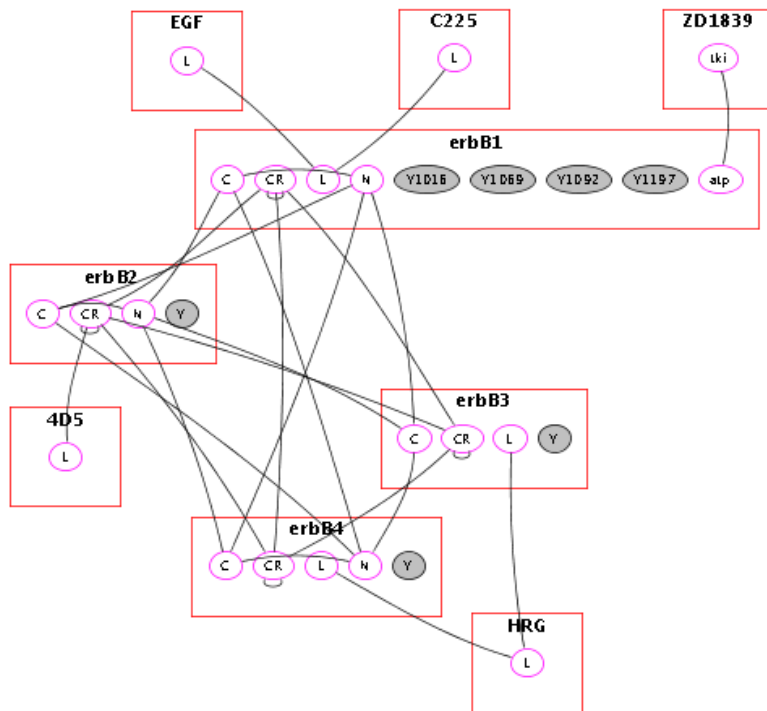 EGF
C225
ZD1839
L
L
tki
erbB1
C CR L N Y1016 Y1069 Y1092 Y1197 atp
erbB2
C CR N Y
erbB3
C CR L Y
4D5
L
erbB4
C CR L N Y
HRG
L